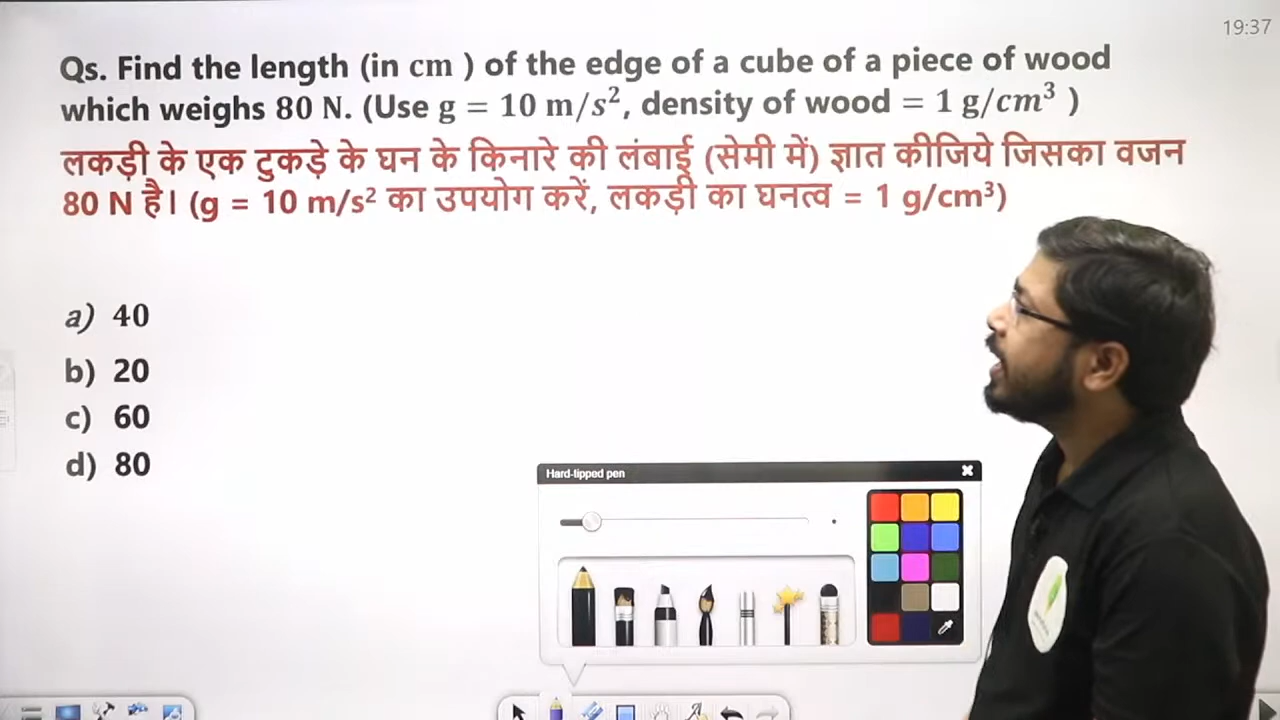 19:37
Qs. Find the length (in cm ) of the edge of a cube of a piece of wood
which weighs 80 N. (Use g = 10 m/s², density of wood = 1 g/cm³ )
लकड़ी के एक टुकड़े के घन के किनारे की लंबाई (सेमी में) ज्ञात कीजिये जिसका वजन
80 N है। (g = 10 m/s² का उपयोग करें, लकड़ी का घनत्व = 1 g/cm³)
a) 40
b) 20
c) 60
d) 80
Hard-tipped pen